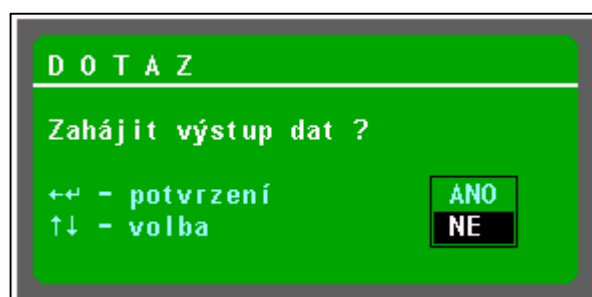 D O T A Z
Zahájit výstup dat ?
←↵ - potvrzení
↑↓ - volba
ANO
NE